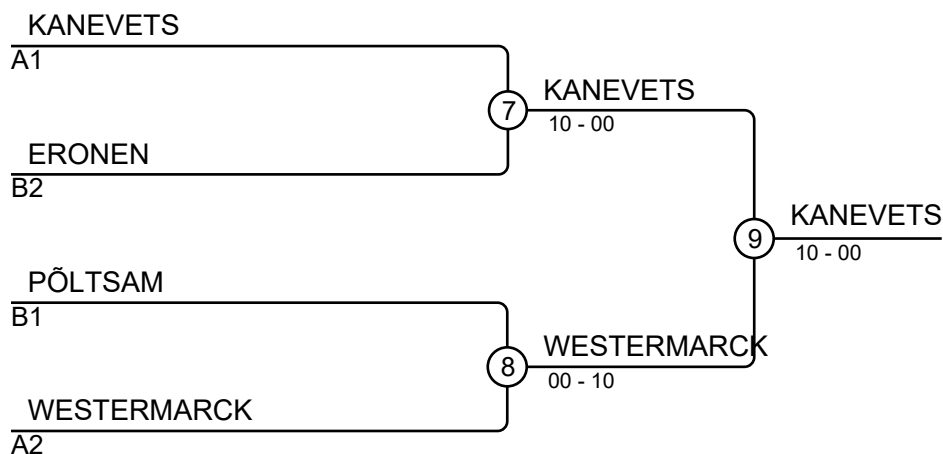 KANEVETS
A1
7
KANEVETS
10 - 00
ERONEN
B2
9
KANEVETS
10 - 00
PÕLTSAM
B1
8
WESTERMARCK
00 - 10
WESTERMARCK
A2